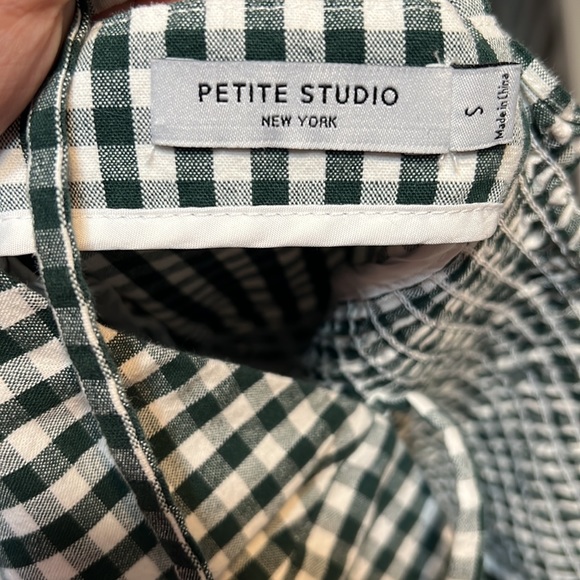 PETITE STUDIO
NEW YORK
S
Made in China